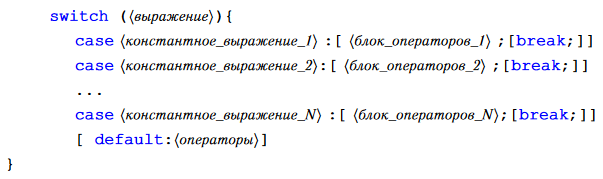 switch (⟨выражение⟩){
case ⟨константное_выражение_1⟩ :[ ⟨блок_операторов_1⟩ ;[break;]]
case ⟨константное_выражение_2⟩:[ ⟨блок_операторов_2⟩ ;[break;]]
...
case ⟨константное_выражение_N⟩ :[ ⟨блок_операторов_N⟩;[break;]]
[ default:⟨операторы⟩]
}